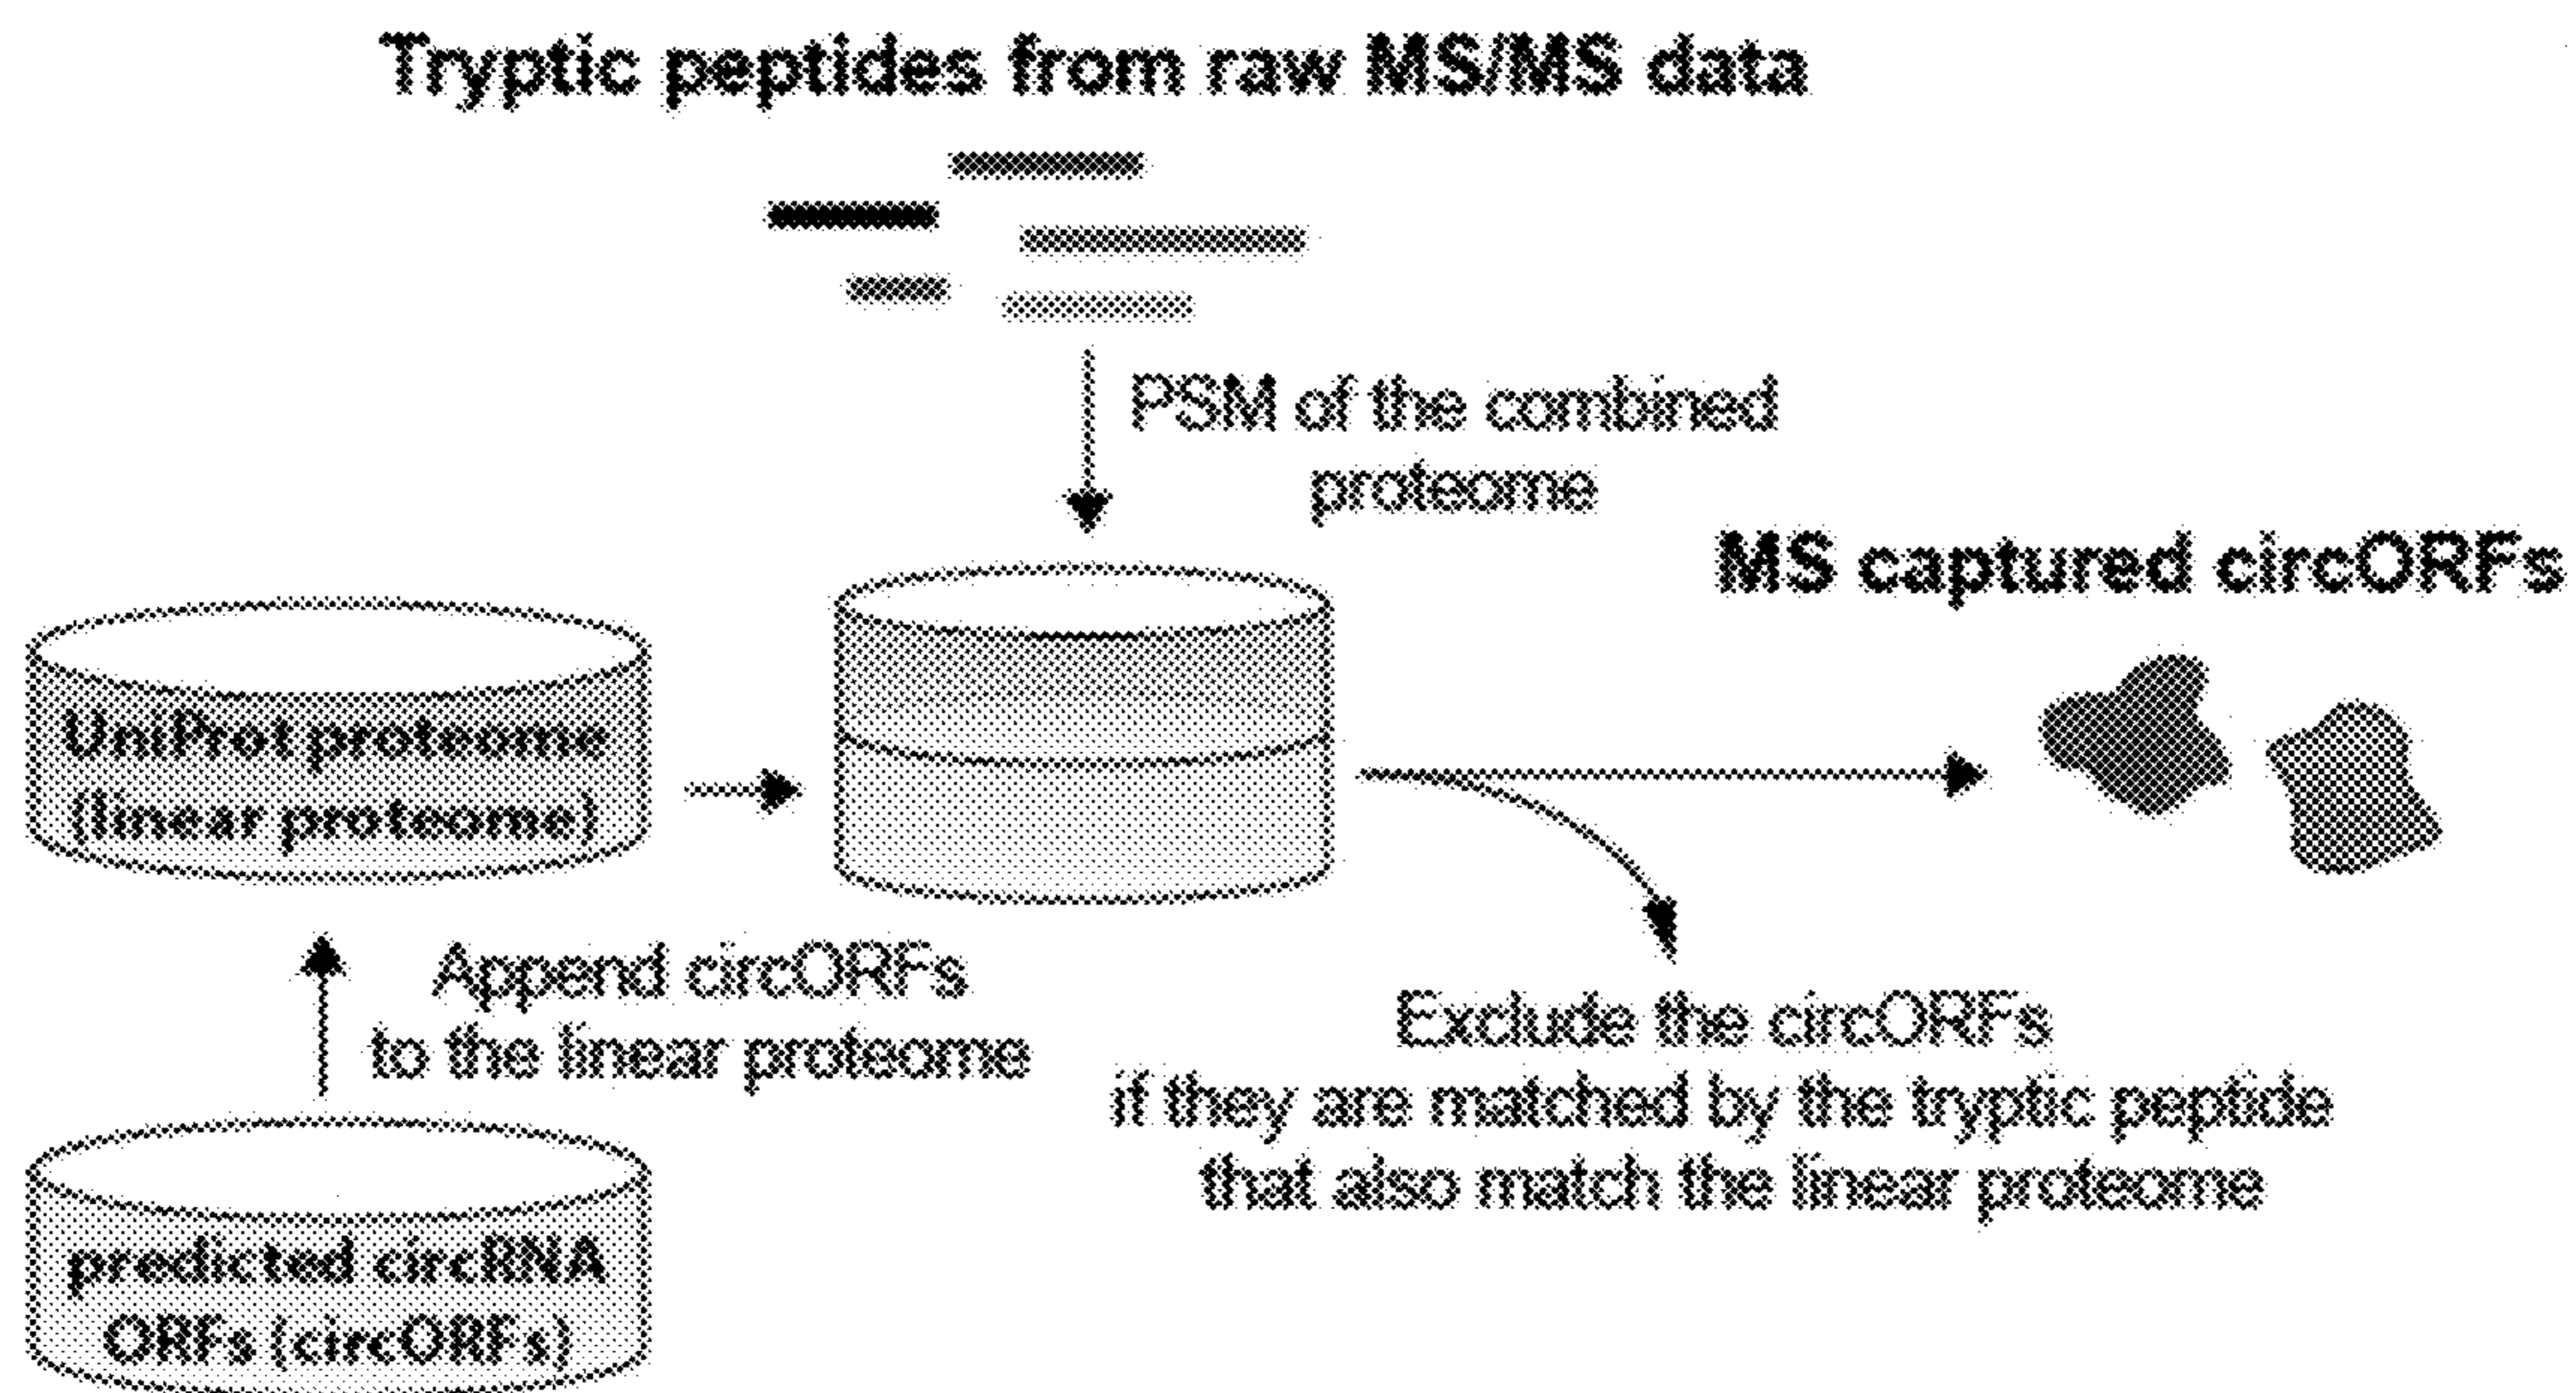 Tryptic peptides from raw MS/MS data
PSM of the combined
proteome
MS captured circORFs
UniProt proteome
(linear proteome)
Append circORFs
to the linear proteome
Exclude the circORFs
if they are matched by the tryptic peptide
that also match the linear proteome
predicted circRNA
ORFs (circORFs)